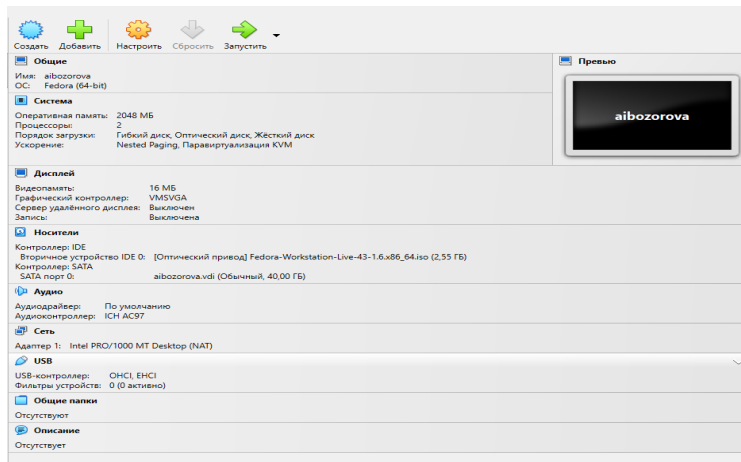 Создать Добавить Настроить Сбросить Запустить
Общие
Имя: aibozorova
ОС: Fedora (64-bit)
Превью
aibozorova
Система
Оперативная память: 2048 МБ
Процессоры: 2
Порядок загрузки: Гибкий диск, Оптический диск, Жёсткий диск
Ускорение: Nested Paging, Паравиртуализация KVM
Дисплей
Видеопамять: 16 МБ
Графический контроллер: VMSVGA
Сервер удалённого дисплея: Выключен
Запись: Выключена
Носители
Контроллер: IDE
Вторичное устройство IDE 0: [Оптический привод] Fedora-Workstation-Live-43-1.6.x86_64.iso (2,55 ГБ)
Контроллер: SATA
SATA порт 0: aibozorova.vdi (Обычный, 40,00 ГБ)
Аудио
Аудиодрайвер: По умолчанию
Аудиоконтроллер: ICH AC97
Сеть
Адаптер 1: Intel PRO/1000 MT Desktop (NAT)
USB
USB-контроллер: OHCI, EHCI
Фильтры устройств: 0 (0 активно)
Общие папки
Отсутствуют
Описание
Отсутствует